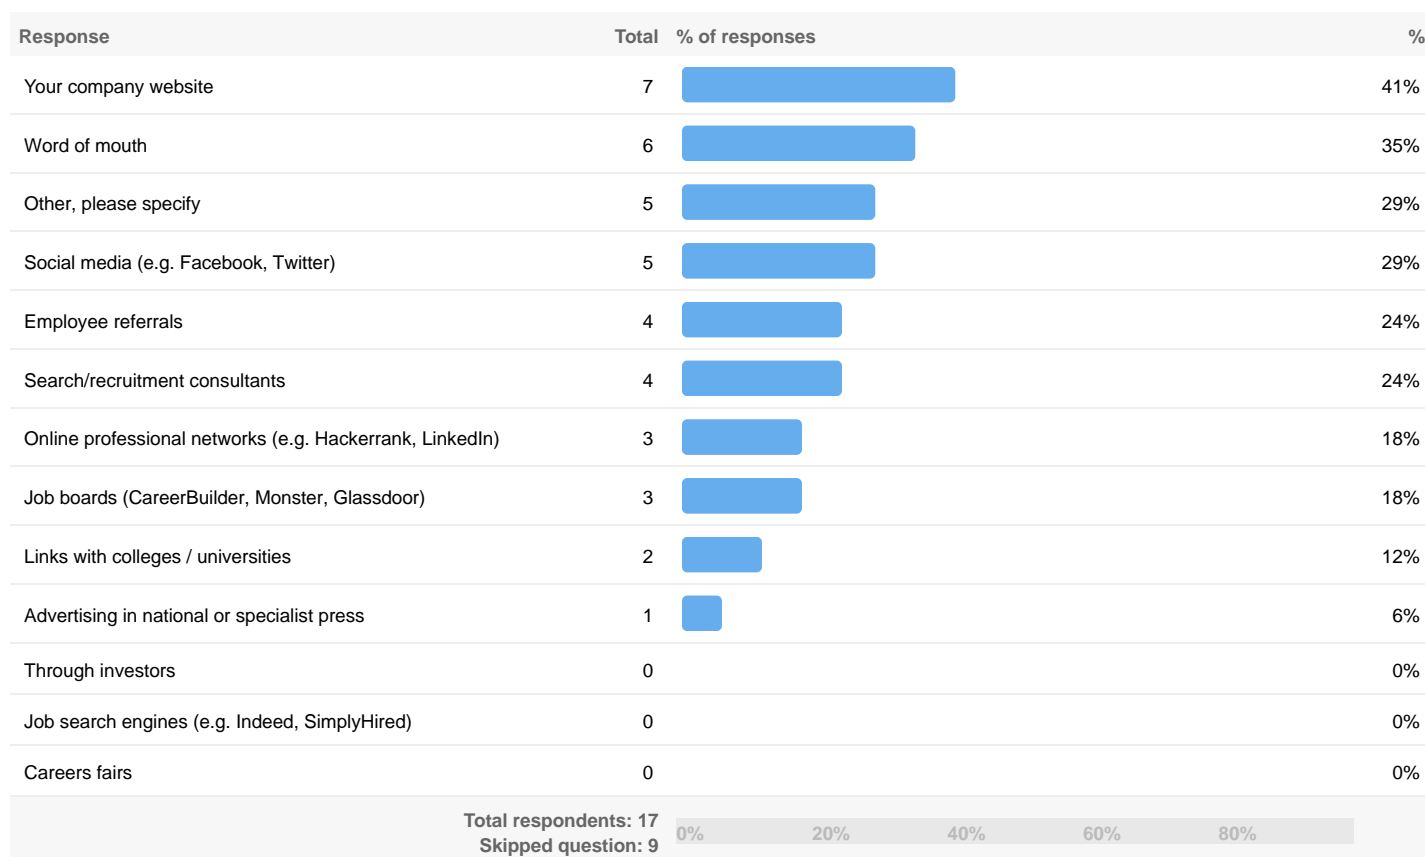 Response Total % of responses %
Your company website 7 41%
Word of mouth 6 35%
Other, please specify 5 29%
Social media (e.g. Facebook, Twitter) 5 29%
Employee referrals 4 24%
Search/recruitment consultants 4 24%
Online professional networks (e.g. Hackerrank, LinkedIn) 3 18%
Job boards (CareerBuilder, Monster, Glassdoor) 3 18%
Links with colleges / universities 2 12%
Advertising in national or specialist press 1 6%
Through investors 0 0%
Job search engines (e.g. Indeed, SimplyHired) 0 0%
Careers fairs 0 0%
Total respondents: 17
Skipped question: 9
0% 20% 40% 60% 80%